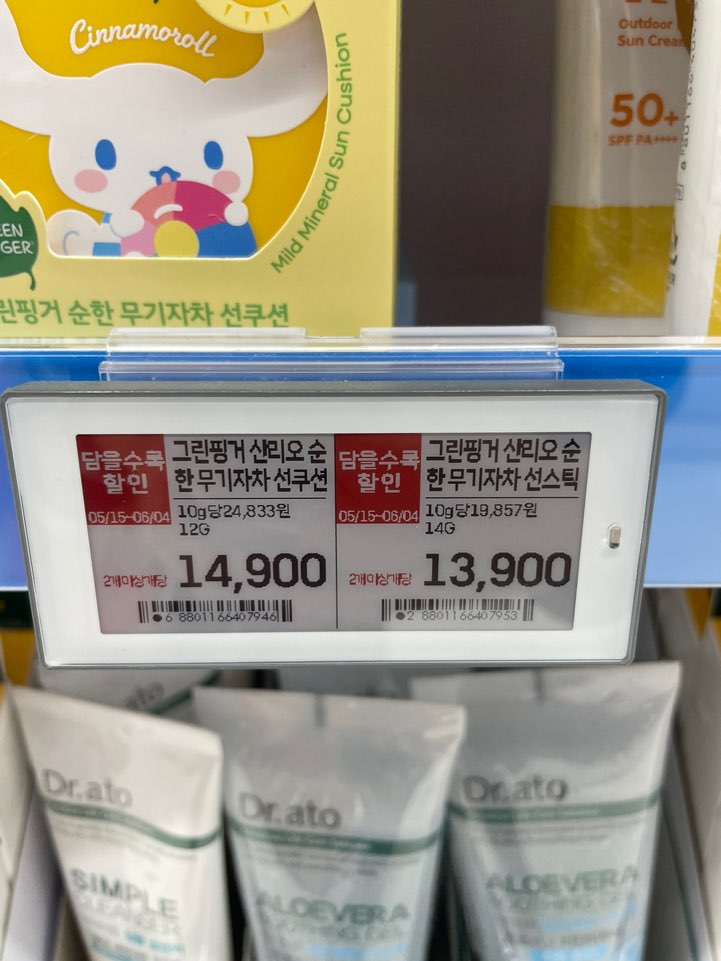 Cinnamoroll
Mild Mineral Sun Cushion
순한 무기자차 선쿠션
Outdoor
Sun Cream
50+
SPF PA++++
담을수록
할인
05/15~06/04
그린핑거 산리오 순
한 무기자차 선쿠션
10g당24,833원
12G
2개이상개당 14,900
6 8801166407946
담을수록
할인
05/15~06/04
그린핑거 산리오 순
한 무기자차 선스틱
10g당19,857원
14G
2개이상개당 13,900
2 8801166407953
Dr.ato
SIMPLE
CLEANSER
Dr.ato
ALOEVERA
SOOTHING GEL
Dr.ato
ALOEVERA
SOOTHING GEL